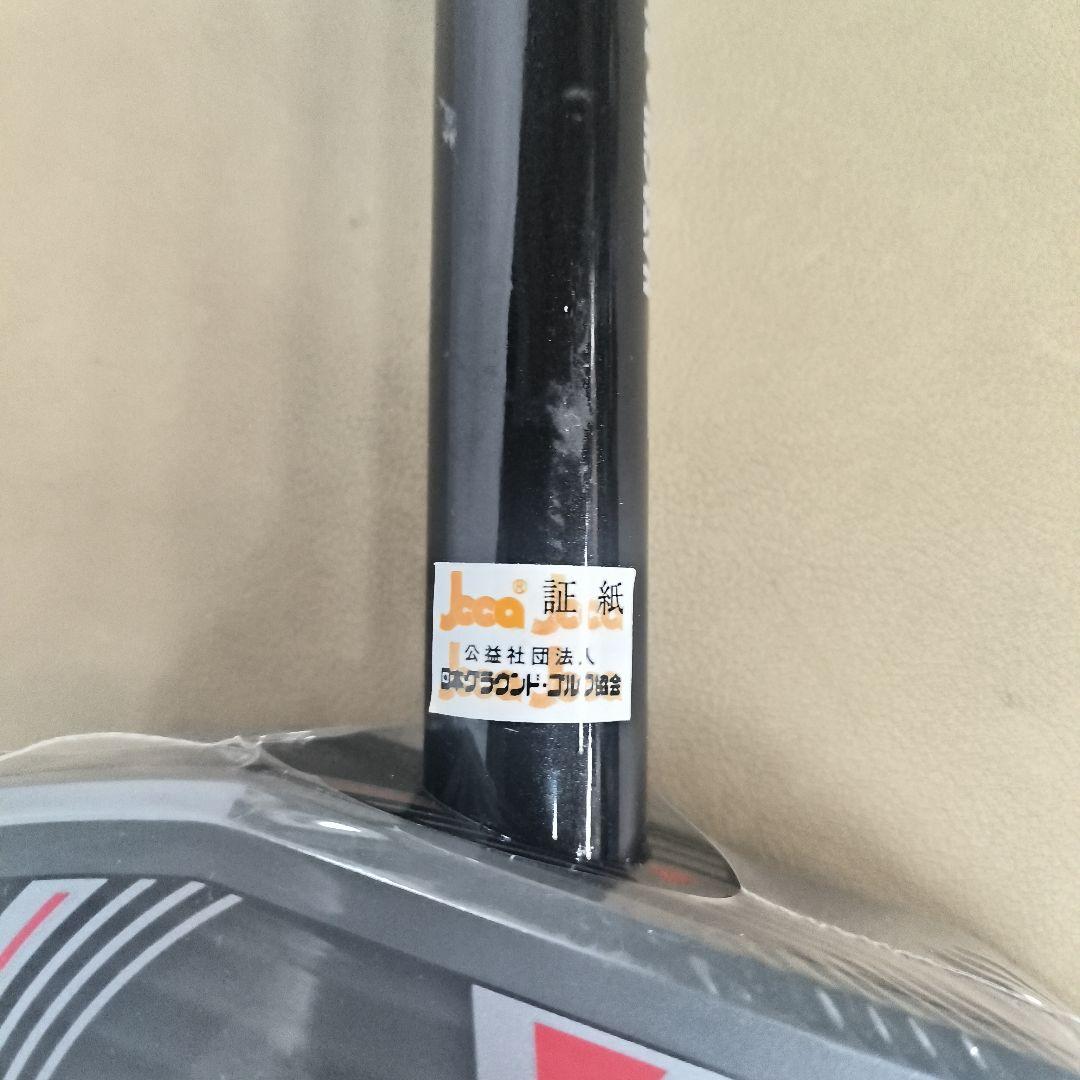 Jcca® 証紙
公益社団法人
日本グラウンド・ゴルフ協会